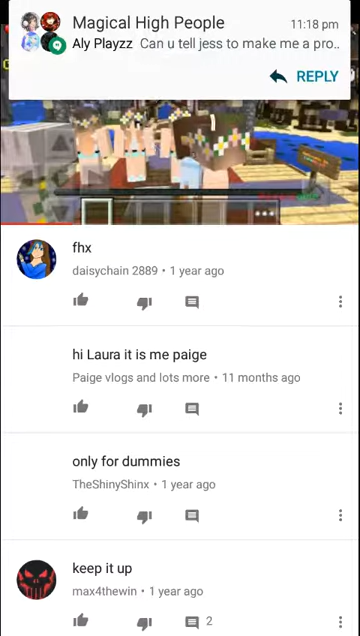 Magical High People
11:18 pm
Aly Playzz Can u tell jess to make me a pro..
REPLY
fhx
daisychain 2889 • 1 year ago
hi Laura it is me paige
Paige vlogs and lots more • 11 months ago
only for dummies
TheShinyShinx • 1 year ago
keep it up
max4thewin • 1 year ago
2